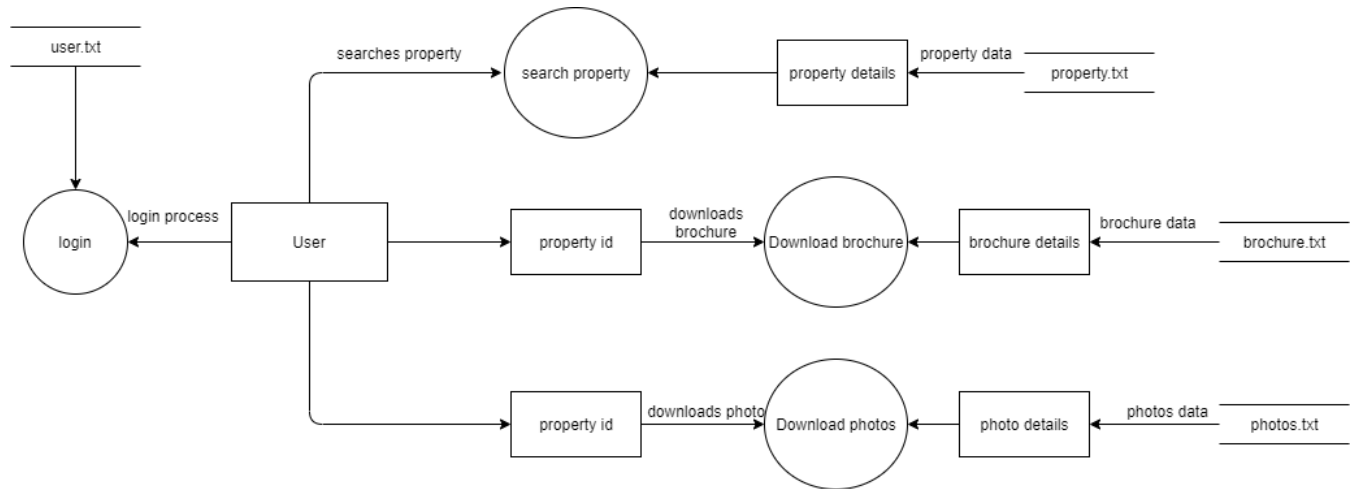 user.txt
searches property
search property
property details
property data
property.txt
login
login process
User
property id
downloads
brochure
Download brochure
brochure details
brochure data
brochure.txt
property id
downloads photo
Download photos
photo details
photos data
photos.txt